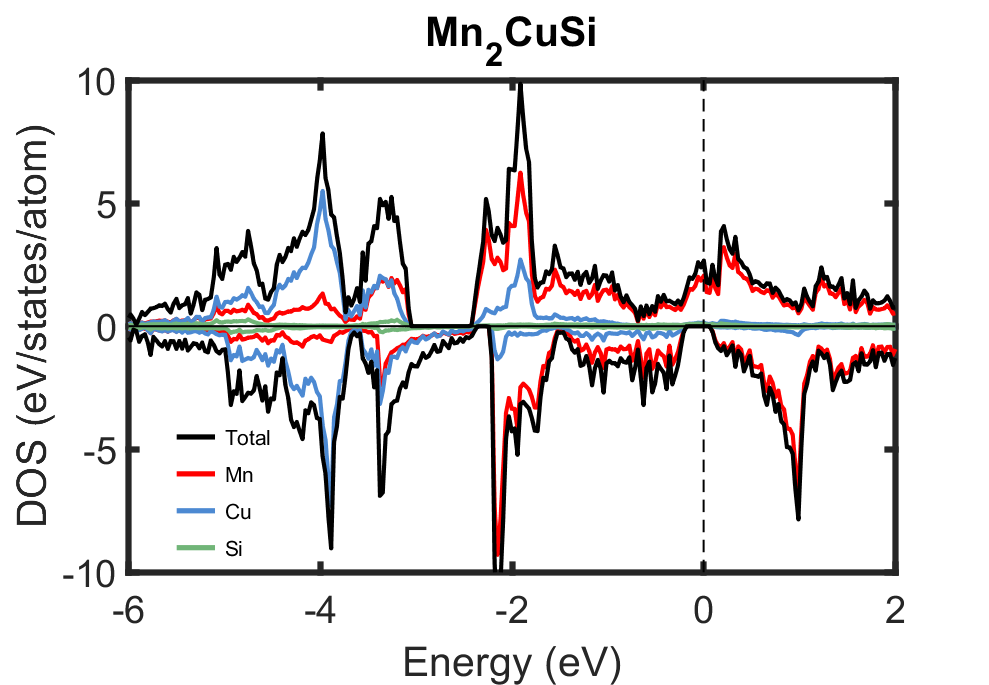 Mn₂CuSi
DOS (eV/states/atom)
10
5
0
-5
-10
Total
Mn
Cu
Si
-6 -4 -2 0 2
Energy (eV)